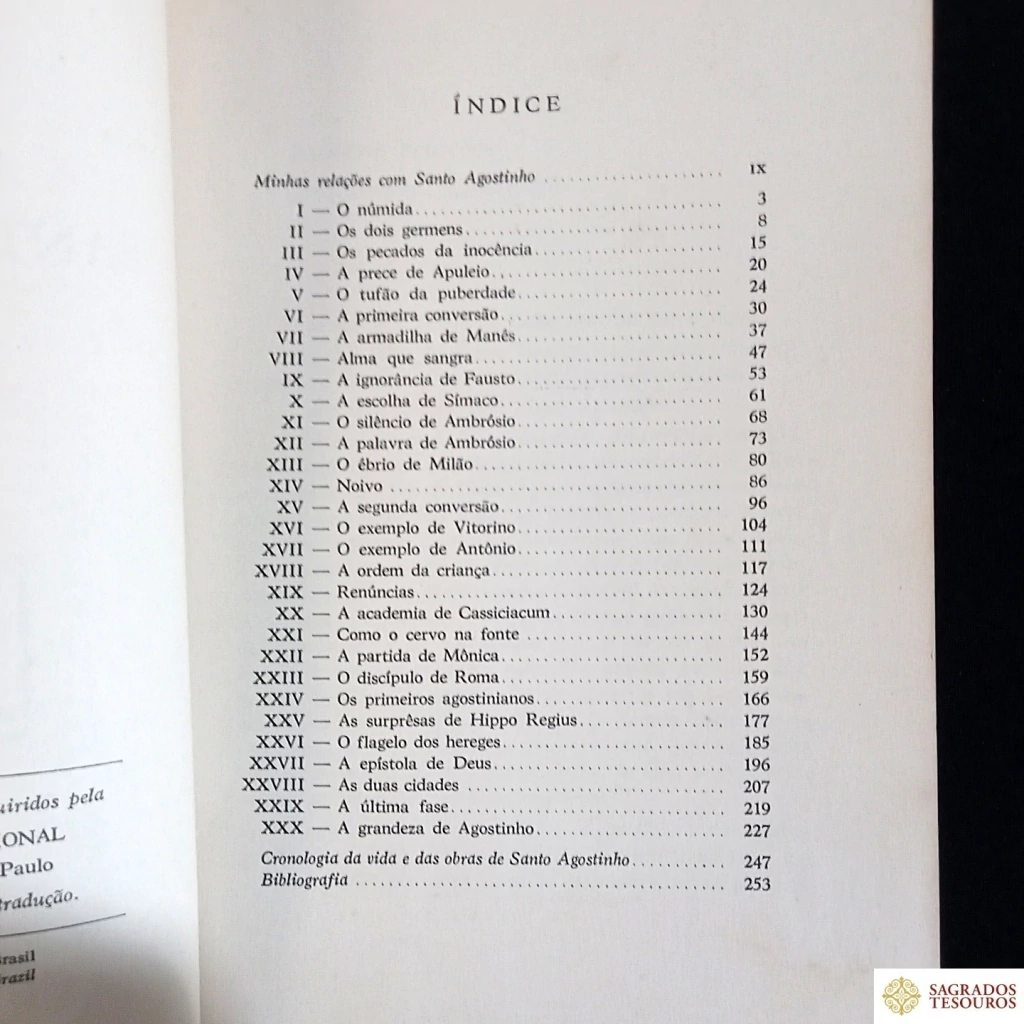 ÍNDICE
Minhas relações com Santo Agostinho ..................... IX
I — O númida ..................... 3
II — Os dois germens ..................... 8
III — Os pecados da inocência ..................... 15
IV — A prece de Apuleio ..................... 20
V — O tufão da puberdade ..................... 24
VI — A primeira conversão ..................... 30
VII — A armadilha de Manês ..................... 37
VIII — Alma que sangra ..................... 47
IX — A ignorância de Fausto ..................... 53
X — A escolha de Símaco ..................... 61
XI — O silêncio de Ambrósio ..................... 68
XII — A palavra de Ambrósio ..................... 73
XIII — O ébrio de Milão ..................... 80
XIV — Noivo ..................... 86
XV — A segunda conversão ..................... 96
XVI — O exemplo de Vitorino ..................... 104
XVII — O exemplo de Antônio ..................... 111
XVIII — A ordem da criança ..................... 117
XIX — Renúncias ..................... 124
XX — A academia de Cassiciacum ..................... 130
XXI — Como o cervo na fonte ..................... 144
XXII — A partida de Mônica ..................... 152
XXIII — O discípulo de Roma ..................... 159
XXIV — Os primeiros agostinianos ..................... 166
XXV — As surprêsas de Hippo Regius ..................... 177
XXVI — O flagelo dos hereges ..................... 185
XXVII — A epístola de Deus ..................... 196
XXVIII — As duas cidades ..................... 207
XXIX — A última fase ..................... 219
XXX — A grandeza de Agostinho ..................... 227
Cronologia da vida e das obras de Santo Agostinho ........... 247
Bibliografia ..................... 253
uiridos pela
IONAL
Paulo
tradução.
rasil
razil
SAGRADOS
TESOUROS